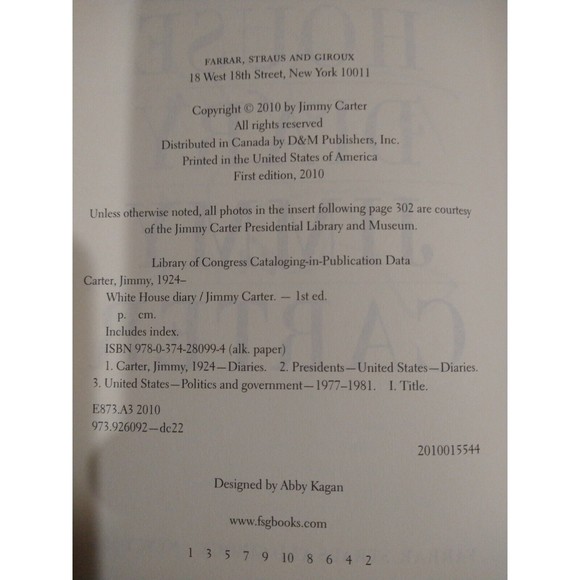 FARRAR, STRAUS AND GIROUX
18 West 18th Street, New York 10011
Copyright © 2010 by Jimmy Carter
All rights reserved
Distributed in Canada by D&M Publishers, Inc.
Printed in the United States of America
First edition, 2010
Unless otherwise noted, all photos in the insert following page 302 are courtesy
of the Jimmy Carter Presidential Library and Museum.
Library of Congress Cataloging-in-Publication Data
Carter, Jimmy, 1924–
White House diary / Jimmy Carter. — 1st ed.
p. cm.
Includes index.
ISBN 978-0-374-28099-4 (alk. paper)
1. Carter, Jimmy, 1924—Diaries. 2. Presidents—United States—Diaries.
3. United States—Politics and government—1977–1981. I. Title.
E873.A3 2010
973.926092—dc22
2010015544
Designed by Abby Kagan
www.fsgbooks.com
1 3 5 7 9 10 8 6 4 2